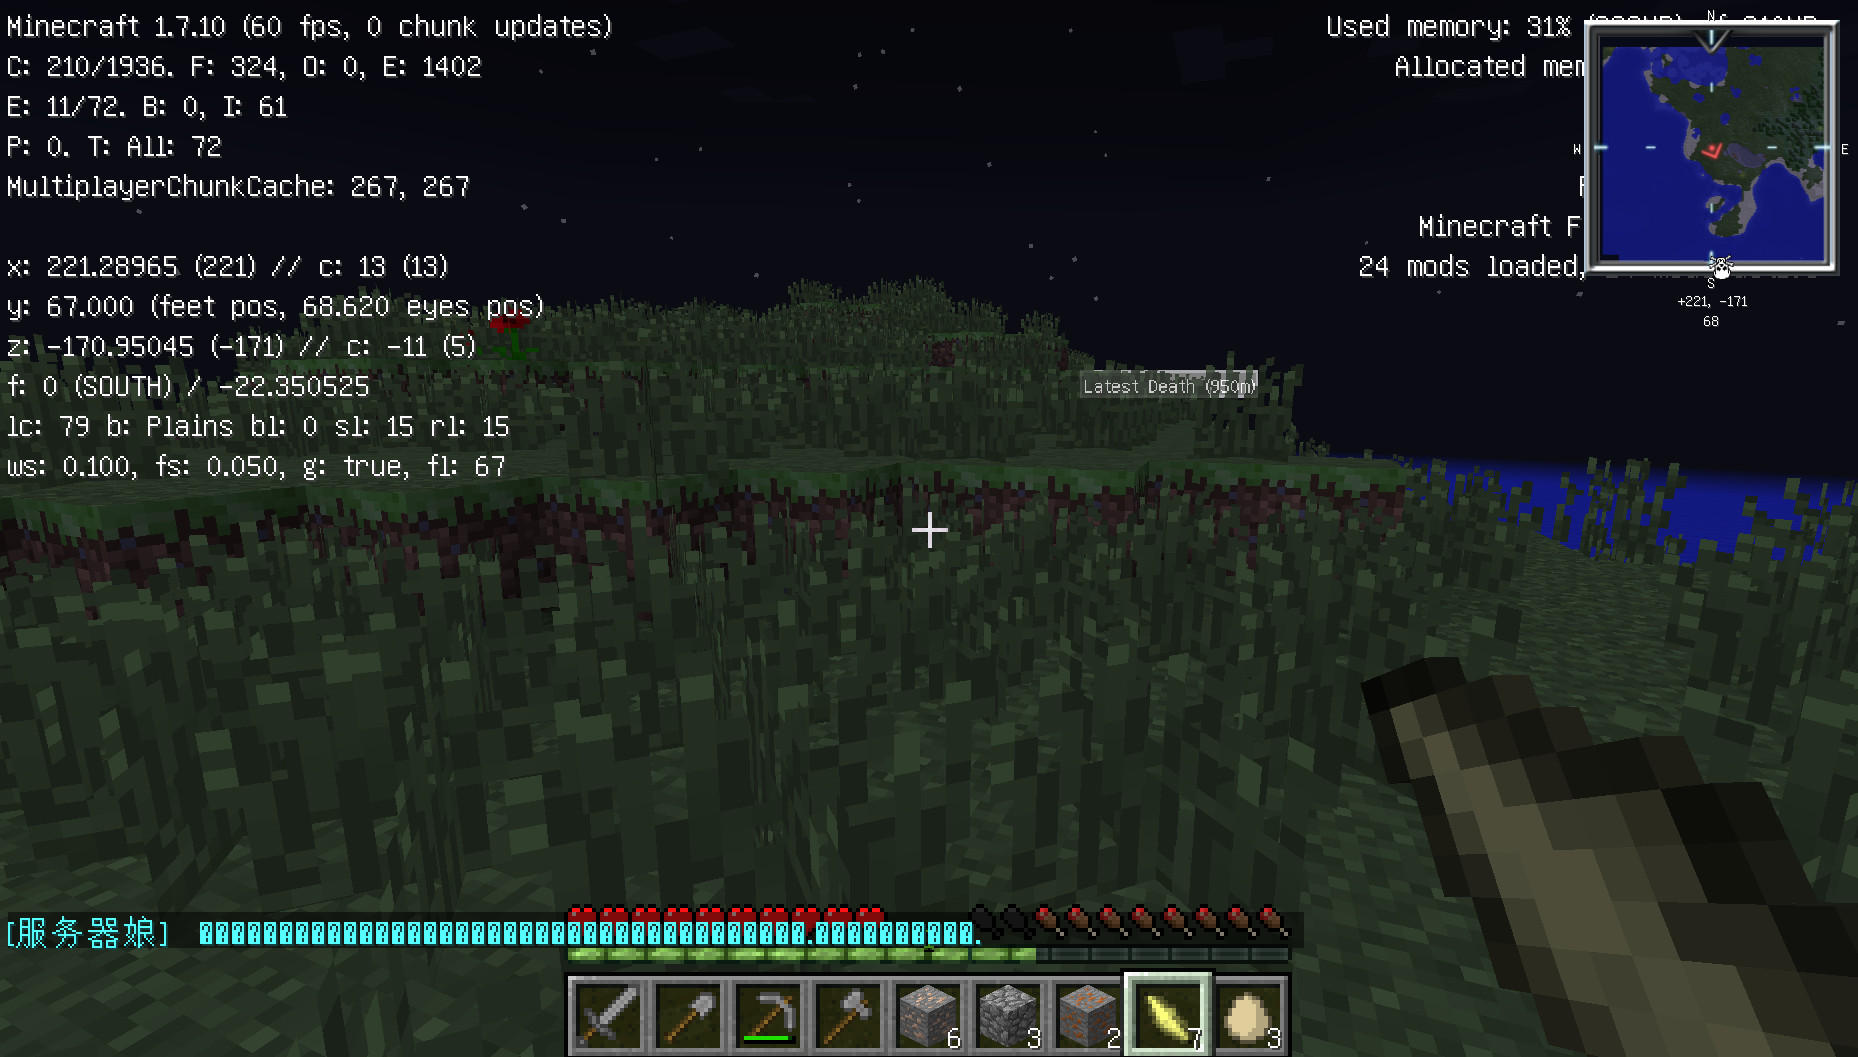 Minecraft 1.7.10 (60 fps, 0 chunk updates)
C: 210/1936. F: 324, O: 0, E: 1402
E: 11/72. B: 0, I: 61
P: 0. T: All: 72
MultiplayerChunkCache: 267, 267
x: 221.28965 (221) // c: 13 (13)
y: 67.000 (feet pos, 68.620 eyes pos)
z: -170.95045 (-171) // c: -11 (5)
f: 0 (SOUTH) / -22.350525
lc: 79 b: Plains bl: 0 sl: 15 rl: 15
ws: 0.100, fs: 0.050, g: true, fl: 67
Used memory: 31%
Allocated mem
Minecraft F
24 mods loaded,
N
W
E
S
+221, -171
68
Latest Death (950m)
[服务器娘]
6
3
2
7
3